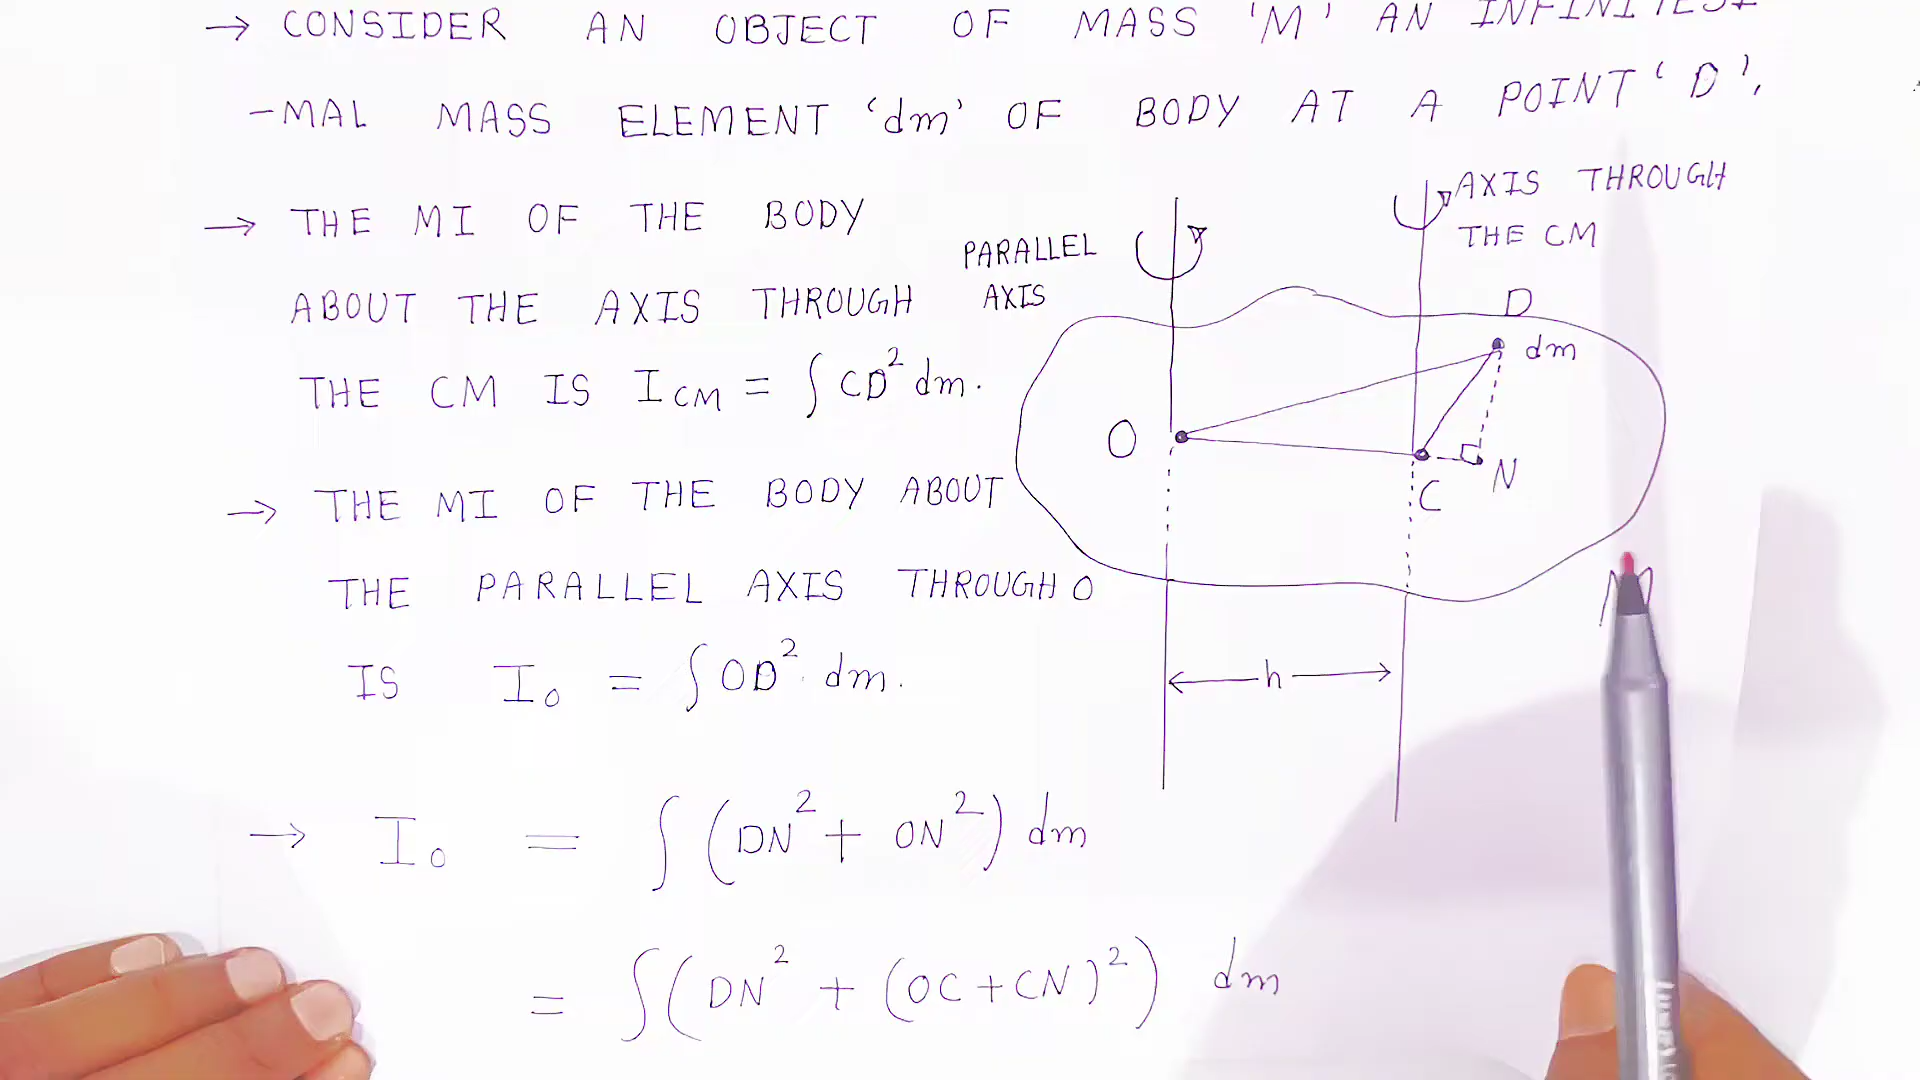 → CONSIDER AN OBJECT OF MASS 'M' AN INFINITESI
-MAL MASS ELEMENT 'dm' OF BODY AT A POINT 'D',
→ THE MI OF THE BODY
ABOUT THE AXIS THROUGH
THE CM IS I_CM = ∫ CD² dm.
→ THE MI OF THE BODY ABOUT
THE PARALLEL AXIS THROUGH O
IS I_O = ∫ OD². dm.
→ I_O = ∫ (DN² + ON²) dm
= ∫ (DN² + (OC + CN)²) dm
PARALLEL
AXIS
AXIS THROUGH
THE CM
D
dm
O
C
N
M
h